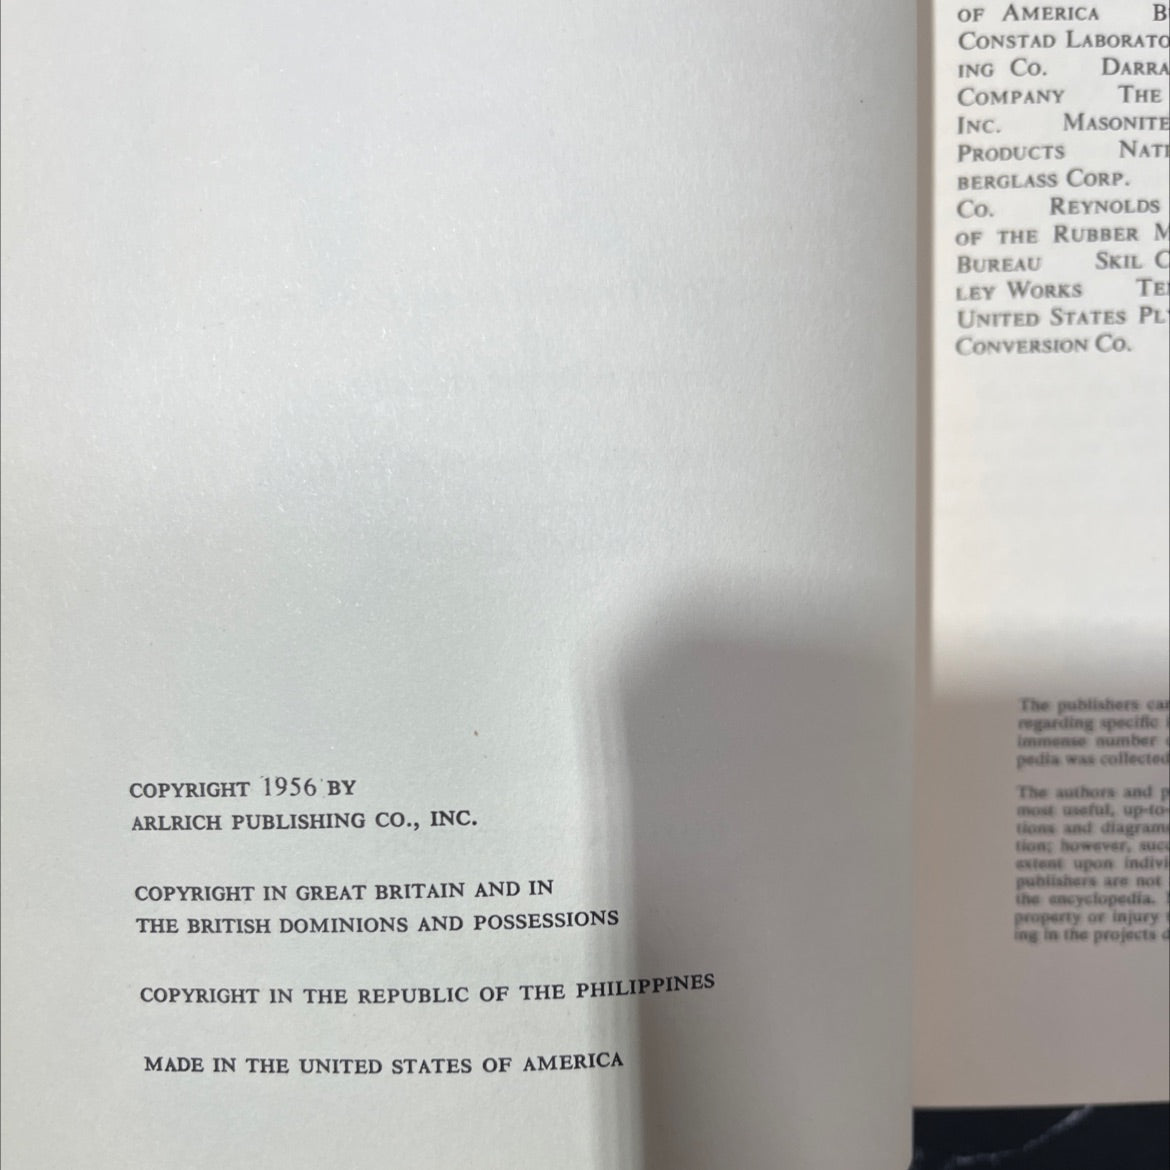 COPYRIGHT 1956 BY
ARLRICH PUBLISHING CO., INC.
COPYRIGHT IN GREAT BRITAIN AND IN
THE BRITISH DOMINIONS AND POSSESSIONS
COPYRIGHT IN THE REPUBLIC OF THE PHILIPPINES
MADE IN THE UNITED STATES OF AMERICA
OF AMERICA B
CONSTAD LABORATO
ING CO. DARRA
COMPANY THE
INC. MASONITE
PRODUCTS NATI
BERGLASS CORP.
CO. REYNOLDS
OF THE RUBBER M
BUREAU SKIL C
LEY WORKS TE
UNITED STATES PLY
CONVERSION CO.
The publishers can
regarding specific
immense number
pedia was collected
The authors and p
most useful, up-to-
tions and diagrams
tion; however, succ
extent upon indivi
publishers are not
the encyclopedia.
property or injury
ing in the projects d